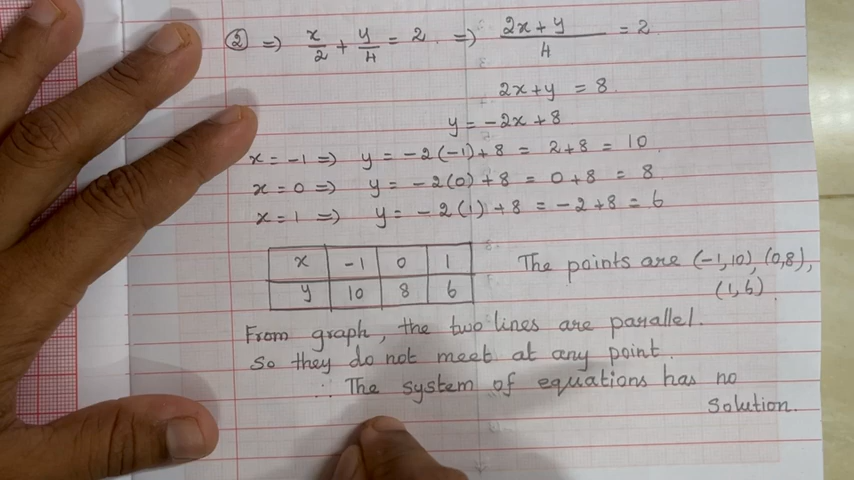 ② ⇒ x/2 + y/4 = 2. ⇒ (2x + y)/4 = 2.
2x+y = 8.
y = -2x + 8
x = -1 ⇒ y = -2(-1)+8 = 2+8 = 10.
x = 0 ⇒ y = -2(0)+8 = 0+8 = 8
x = 1 ⇒ y = -2(1)+8 = -2+8 = 6
x -1 0 1
y 10 8 6
The points are (-1,10), (0,8),
(1,6)
From graph, the two lines are parallel.
So they do not meet at any point.
∴ The system of equations has no
solution.